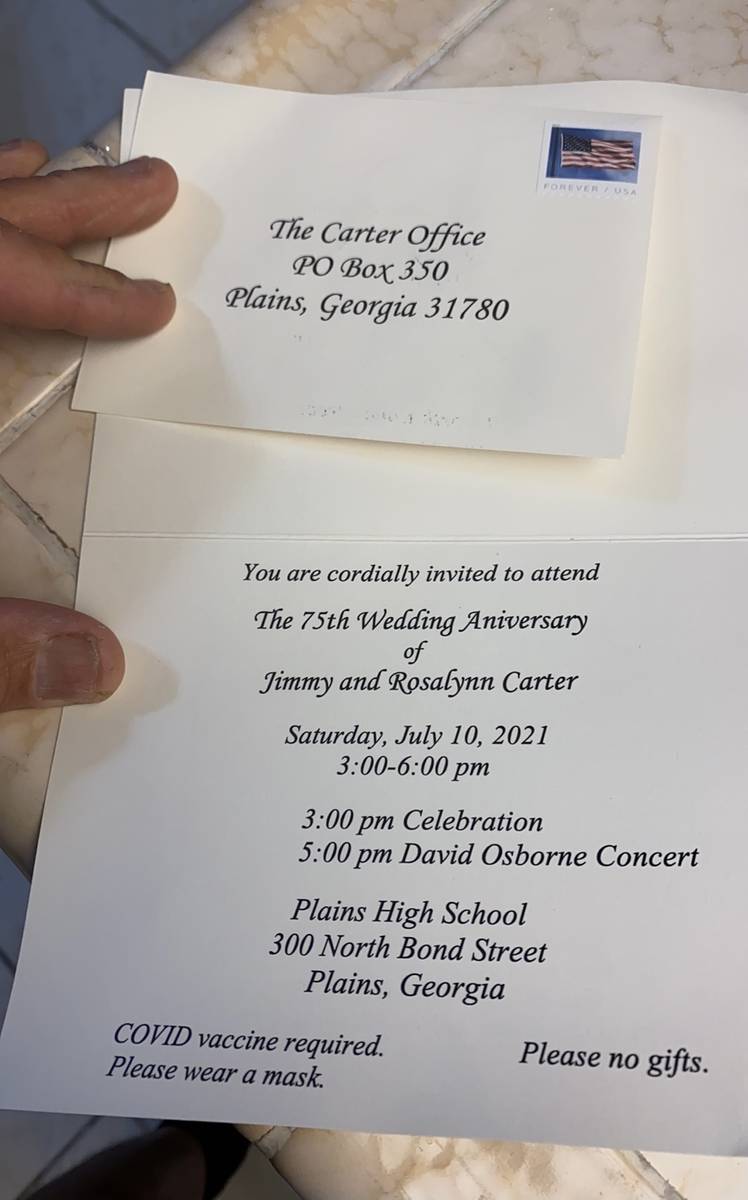 FOREVER / USA
The Carter Office
PO Box 350
Plains, Georgia 31780
You are cordially invited to attend
The 75th Wedding Aniversary
of
Jimmy and Rosalynn Carter
Saturday, July 10, 2021
3:00-6:00 pm
3:00 pm Celebration
5:00 pm David Osborne Concert
Plains High School
300 North Bond Street
Plains, Georgia
COVID vaccine required.
Please wear a mask.
Please no gifts.